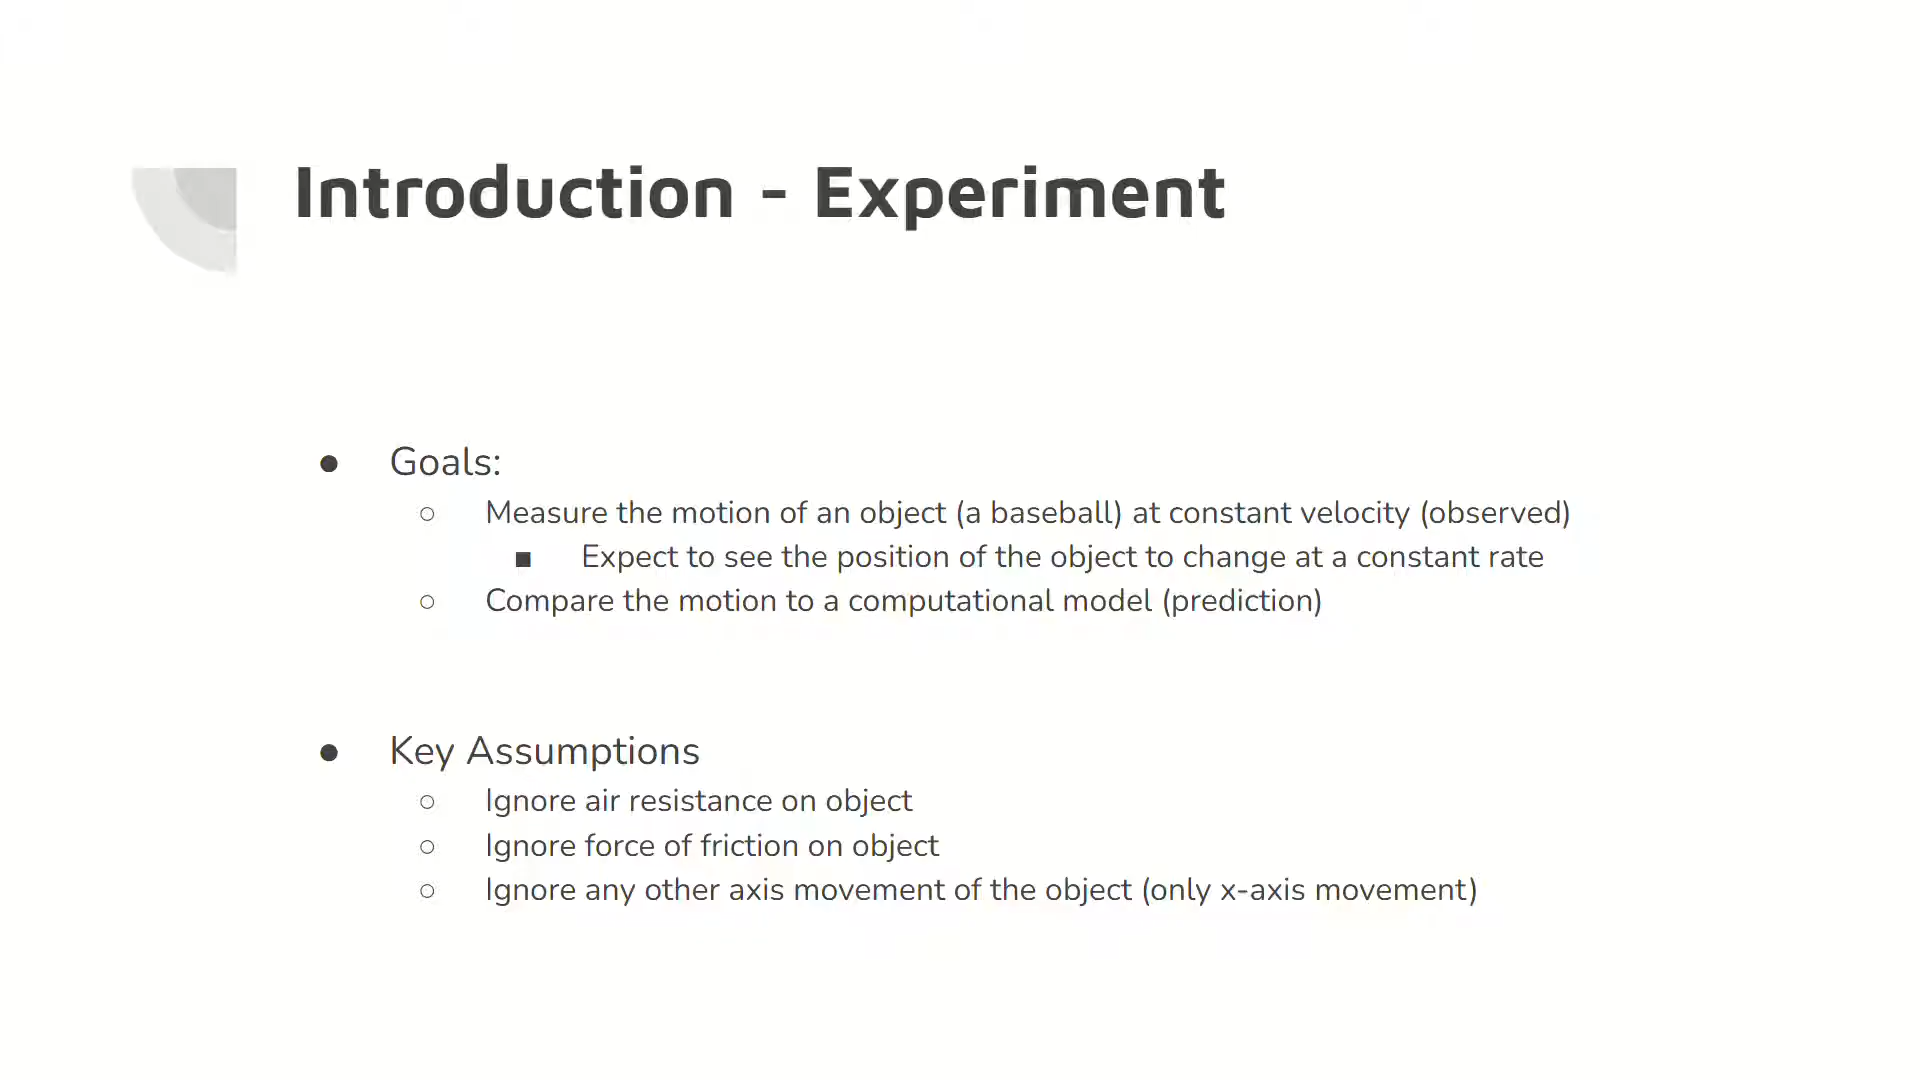 Introduction - Experiment
● Goals:
○ Measure the motion of an object (a baseball) at constant velocity (observed)
■ Expect to see the position of the object to change at a constant rate
○ Compare the motion to a computational model (prediction)
● Key Assumptions
○ Ignore air resistance on object
○ Ignore force of friction on object
○ Ignore any other axis movement of the object (only x-axis movement)